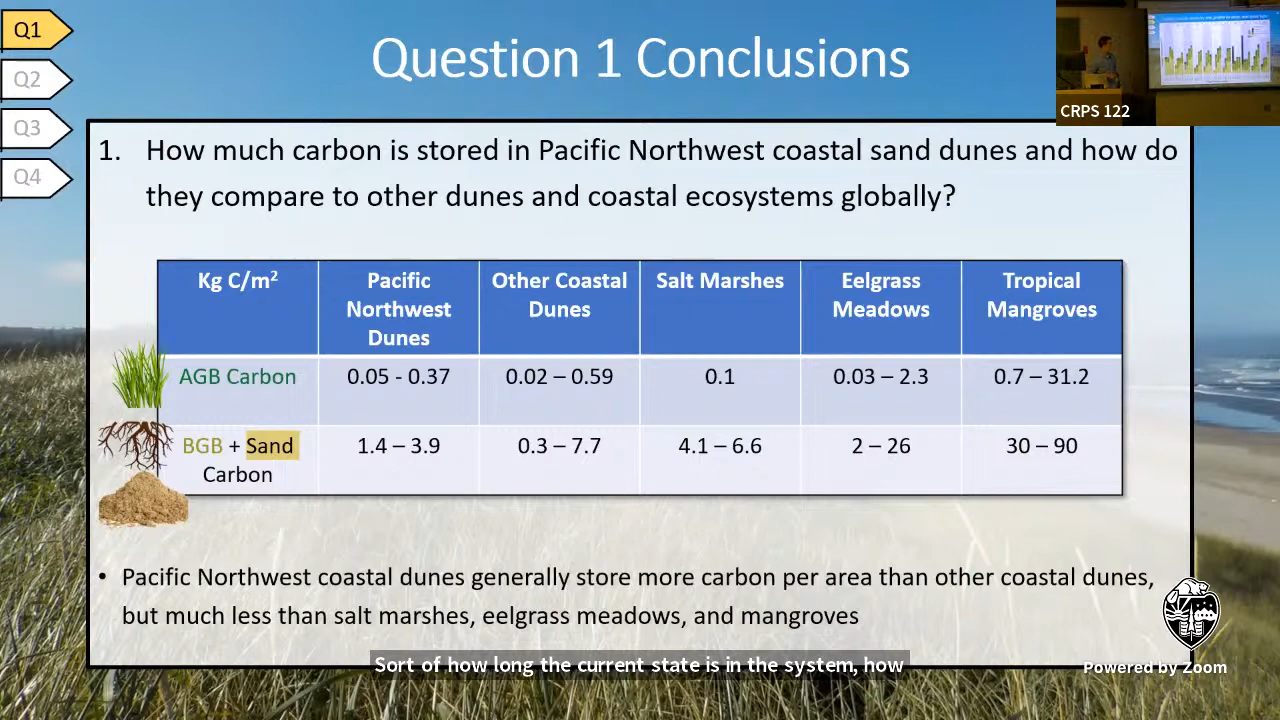 Q1
Q2
Q3
Q4
Question 1 Conclusions
CRPS 122
1. How much carbon is stored in Pacific Northwest coastal sand dunes and how do
they compare to other dunes and coastal ecosystems globally?
Kg C/m²
Pacific
Northwest
Dunes
Other Coastal
Dunes
Salt Marshes
Eelgrass
Meadows
Tropical
Mangroves
AGB Carbon
0.05 - 0.37
0.02 – 0.59
0.1
0.03 – 2.3
0.7 – 31.2
BGB + Sand
Carbon
1.4 – 3.9
0.3 – 7.7
4.1 – 6.6
2 – 26
30 – 90
• Pacific Northwest coastal dunes generally store more carbon per area than other coastal dunes,
but much less than salt marshes, eelgrass meadows, and mangroves
Sort of how long the current state is in the system, how
Powered by Zoom